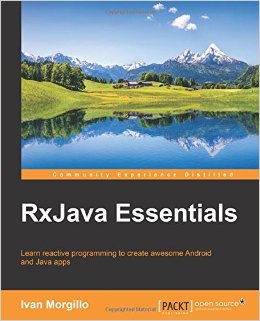 Community Experience Distilled
RxJava Essentials
Learn reactive programming to create awesome Android
and Java apps
Ivan Morgillo
[PACKT] open source
PUBLISHING